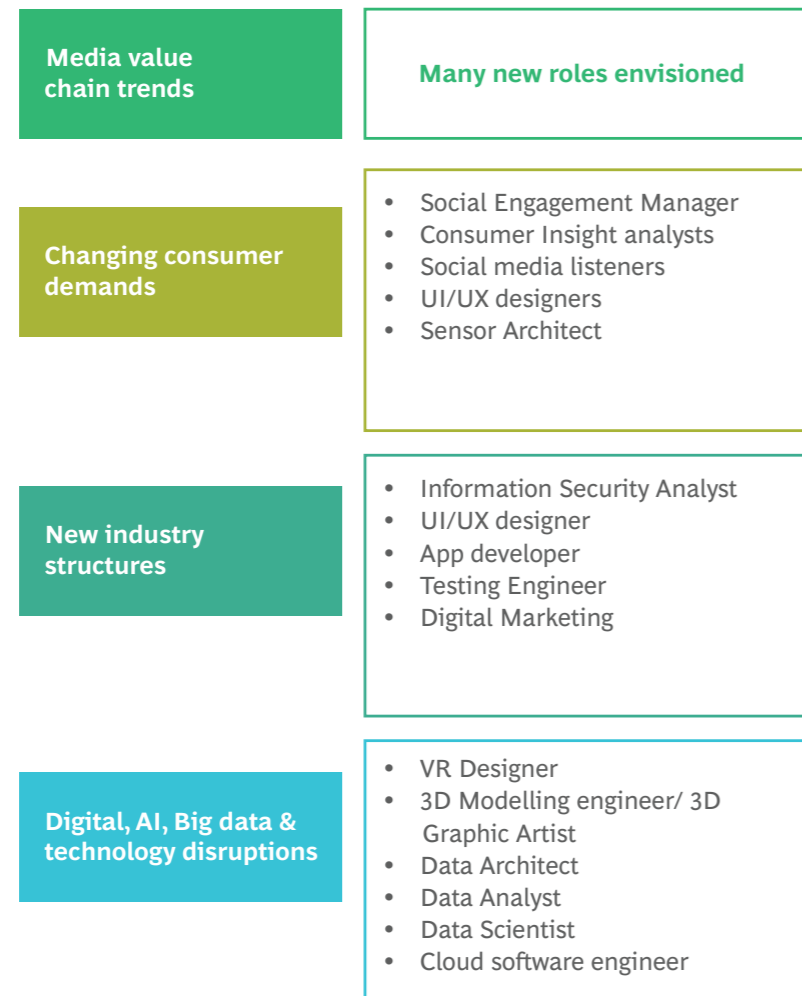 Media value
chain trends
Many new roles envisioned
Changing consumer
demands
• Social Engagement Manager
• Consumer Insight analysts
• Social media listeners
• UI/UX designers
• Sensor Architect
New industry
structures
• Information Security Analyst
• UI/UX designer
• App developer
• Testing Engineer
• Digital Marketing
Digital, AI, Big data &
technology disruptions
• VR Designer
• 3D Modelling engineer/ 3D
Graphic Artist
• Data Architect
• Data Analyst
• Data Scientist
• Cloud software engineer